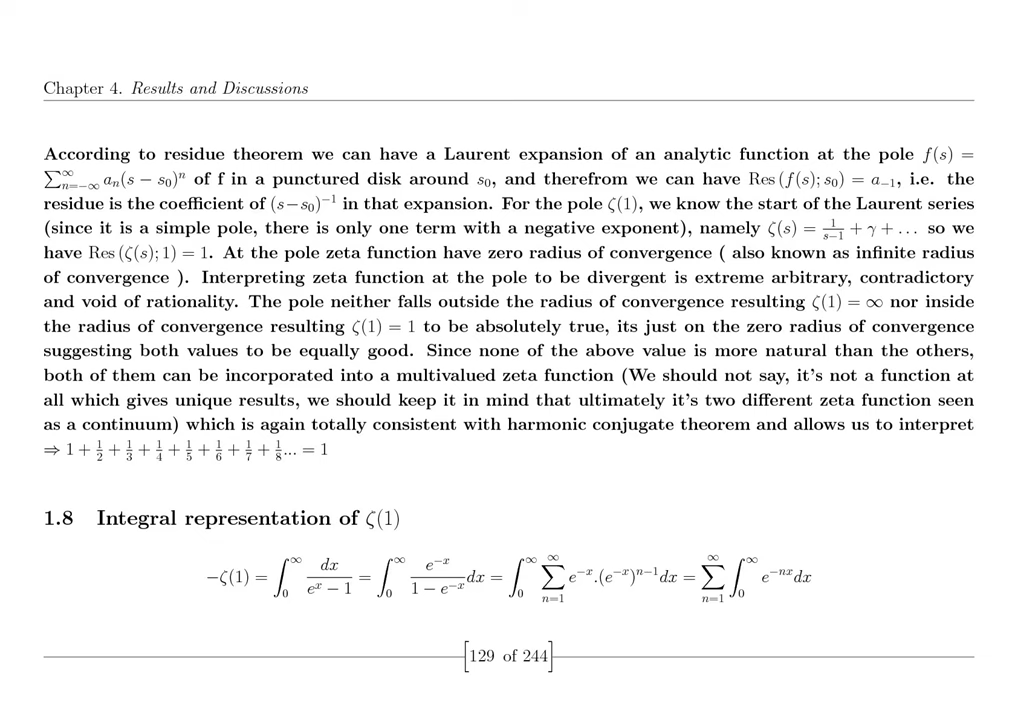 Chapter 4. Results and Discussions
According to residue theorem we can have a Laurent expansion of an analytic function at the pole f(s) =
∑_{n=−∞}^{∞} a_n(s − s_0)^n of f in a punctured disk around s_0, and therefrom we can have Res (f(s); s_0) = a_{−1}, i.e. the
residue is the coefficient of (s−s_0)^{−1} in that expansion. For the pole ζ(1), we know the start of the Laurent series
(since it is a simple pole, there is only one term with a negative exponent), namely ζ(s) = 1/(s−1) + γ + . . . so we
have Res (ζ(s); 1) = 1. At the pole zeta function have zero radius of convergence ( also known as infinite radius
of convergence ). Interpreting zeta function at the pole to be divergent is extreme arbitrary, contradictory
and void of rationality. The pole neither falls outside the radius of convergence resulting ζ(1) = ∞ nor inside
the radius of convergence resulting ζ(1) = 1 to be absolutely true, its just on the zero radius of convergence
suggesting both values to be equally good. Since none of the above value is more natural than the others,
both of them can be incorporated into a multivalued zeta function (We should not say, it's not a function at
all which gives unique results, we should keep it in mind that ultimately it's two different zeta function seen
as a continuum) which is again totally consistent with harmonic conjugate theorem and allows us to interpret
⇒ 1 + 1/2 + 1/3 + 1/4 + 1/5 + 1/6 + 1/7 + 1/8... = 1
1.8 Integral representation of ζ(1)
−ζ(1) = ∫_0^∞ dx/(e^x − 1) = ∫_0^∞ e^{−x}/(1 − e^{−x}) dx = ∫_0^∞ ∑_{n=1}^∞ e^{−x}.(e^{−x})^{n−1}dx = ∑_{n=1}^∞ ∫_0^∞ e^{−nx}dx
[129 of 244]